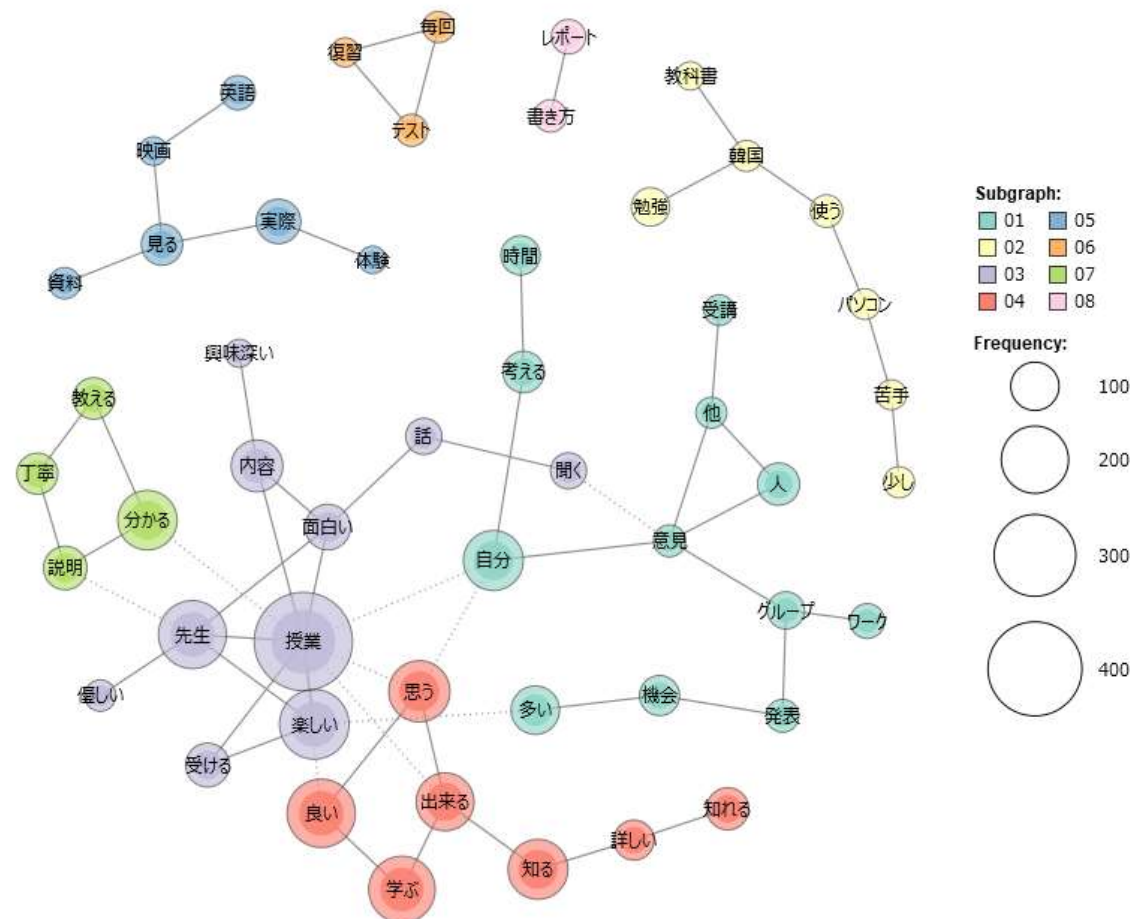 毎回
復習
レポート
テスト
書き方
教科書
英語
映画
韓国
勉強
使う
実際
見る
体験
資料
時間
パソコン
受講
興味深い
考える
教える
苦手
他
話
内容
聞く
丁寧
少し
人
分かる
面白い
意見
自分
説明
グループ
ワーク
先生
授業
優しい
思う
機会
多い
発表
楽しい
受ける
良い
出来る
知れる
詳しい
知る
学ぶ
Subgraph:
01 05
02 06
03 07
04 08
Frequency:
100
200
300
400